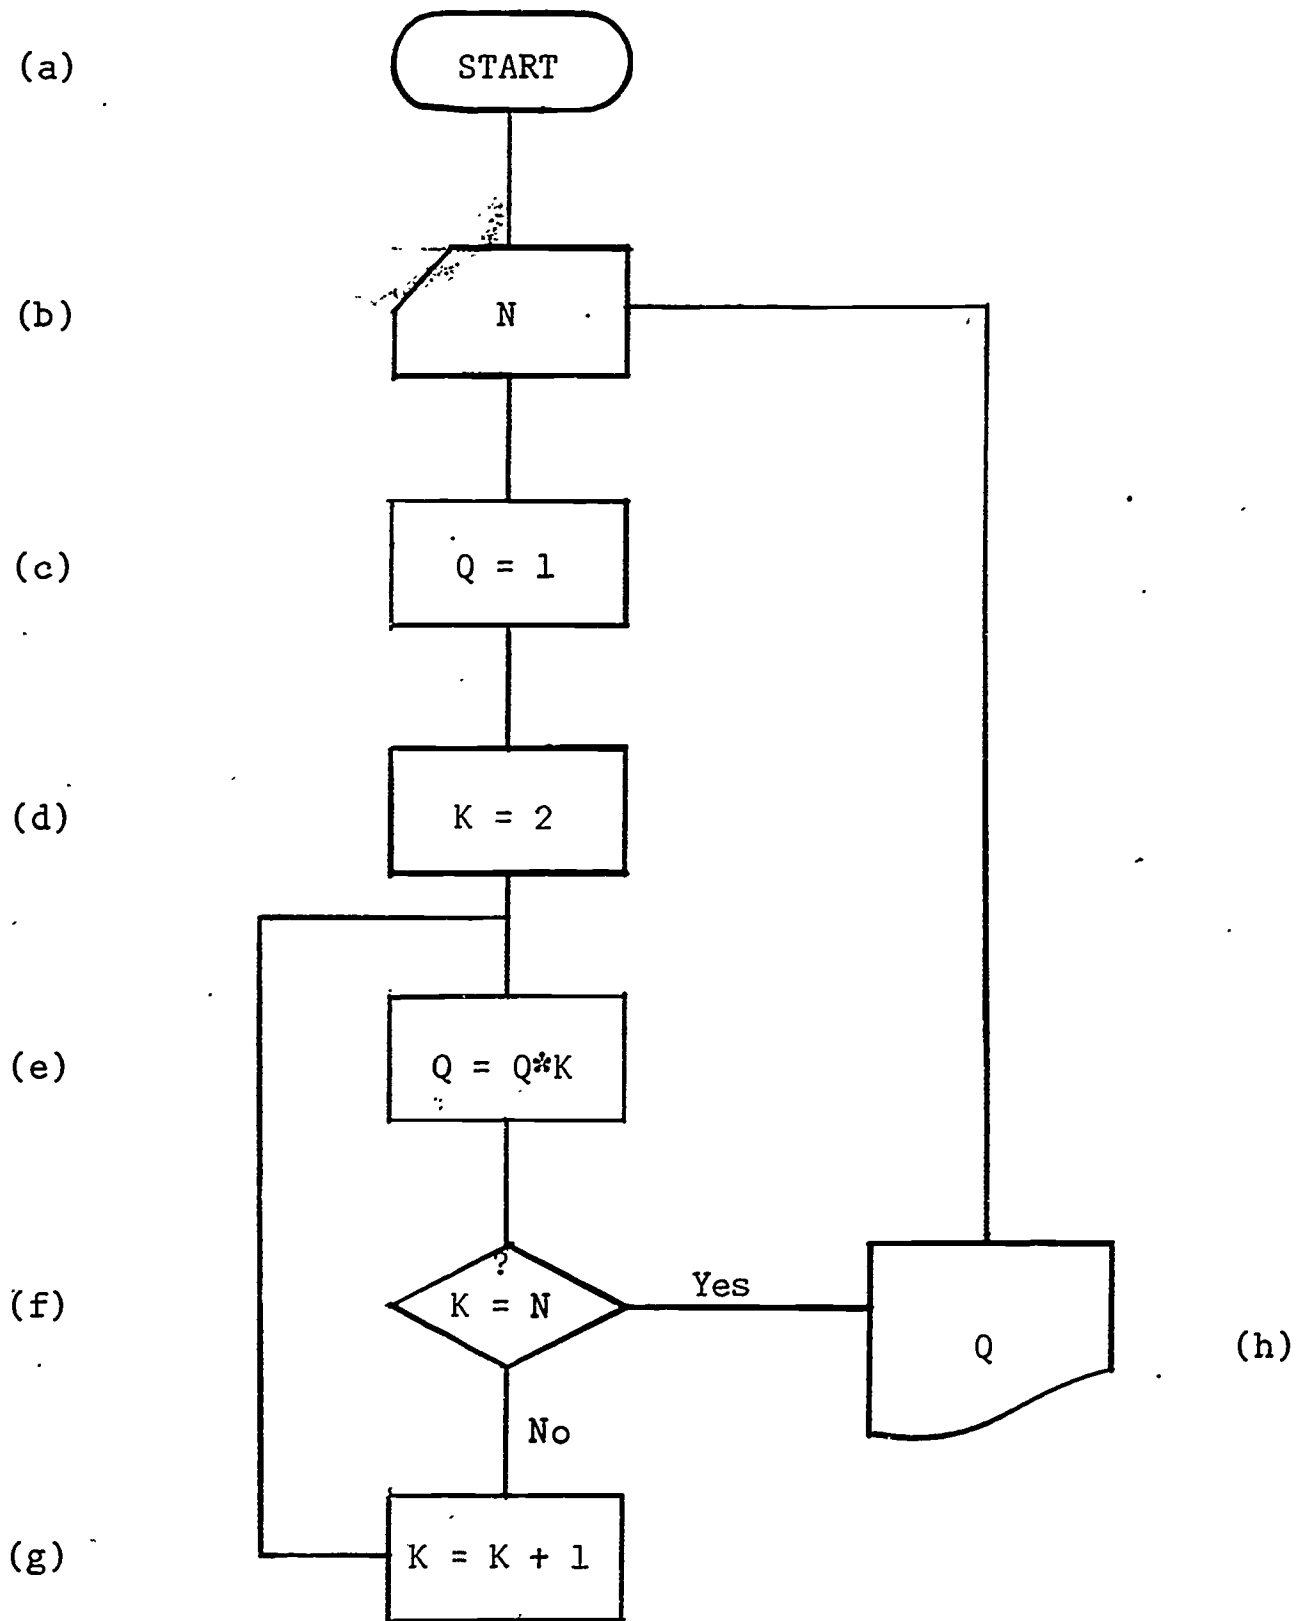 (a) START
(b) N
(c) Q = 1
(d) K = 2
(e) Q = Q*K
?
(f) K = N Yes
Q (h)
No
(g) K = K + 1